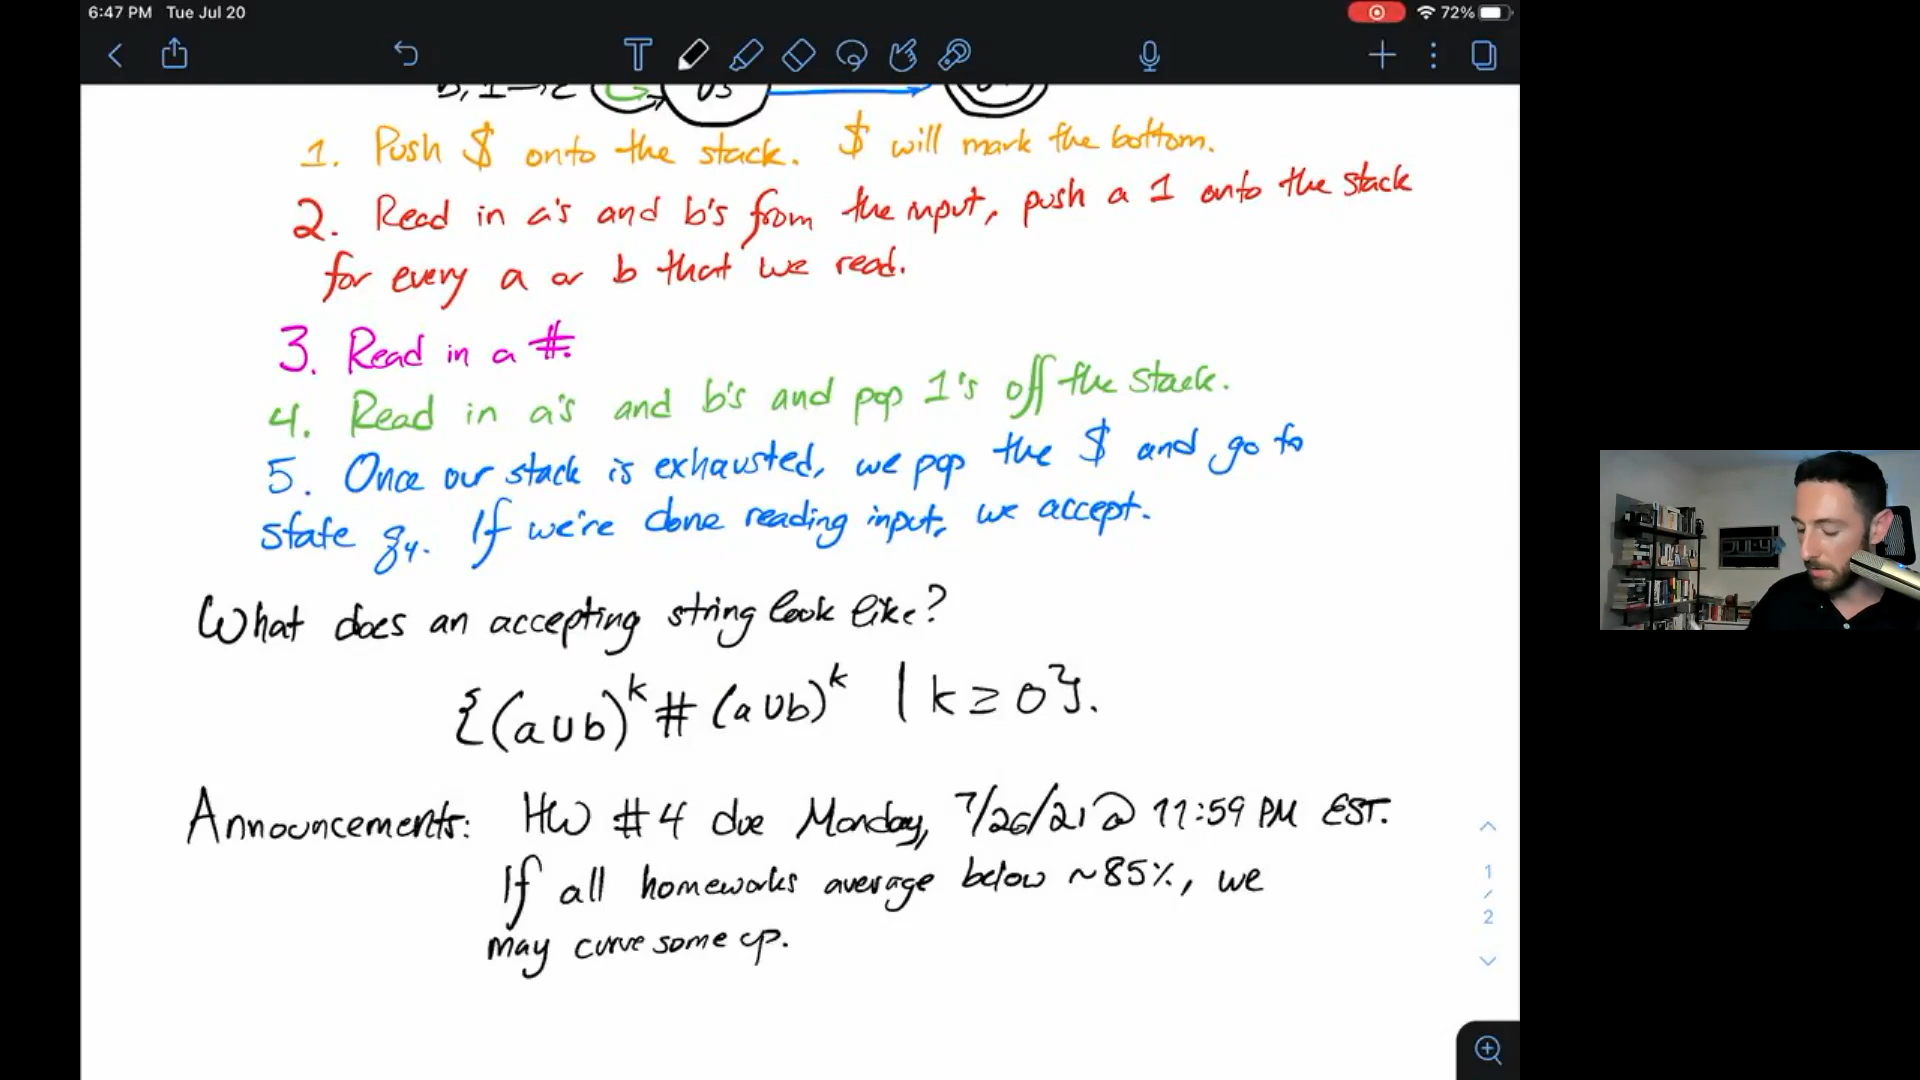 6:47 PM Tue Jul 20
72%
b, 1→ε
1. Push $ onto the stack. $ will mark the bottom.
2. Read in a's and b's from the input, push a 1 onto the stack
for every a or b that we read.
3. Read in a #.
4. Read in a's and b's and pop 1's off the stack.
5. Once our stack is exhausted, we pop the $ and go to
state q₄. If we're done reading input, we accept.
What does an accepting string look like?
{(a∪b)ᵏ#(a∪b)ᵏ | k≥0}.
Announcements: HW #4 due Monday, 7/26/21 @ 11:59 PM EST.
If all homeworks average below ~85%, we
may curve some up.
1
/
2